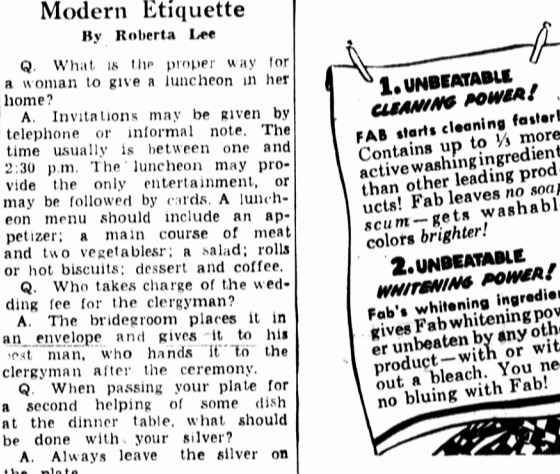 Modern Etiquette
By Roberta Lee
Q. What is the proper way for
a woman to give a luncheon in her
home?
A. Invitations may be given by
telephone or informal note. The
time usually is between one and
2:30 p.m. The luncheon may pro-
vide the only entertainment, or
may be followed by cards. A lunch-
eon menu should include an ap-
petizer; a main course of meat
and two vegetablesr; a salad; rolls
or hot biscuits; dessert and coffee.
Q. Who takes charge of the wed-
ding fee for the clergyman?
A. The bridegroom places it in
an envelope and gives it to his
man, who hands it to the
clergyman after the ceremony.
Q. When passing your plate for
a second helping of some dish
at the dinner table, what should
be done with your silver?
A. Always leave the silver on
the plate
1. UNBEATABLE
CLEANING POWER!
FAB starts cleaning faster!
Contains up to ⅓ more
active washing ingredient
than other leading prod-
ucts! Fab leaves no soap
scum—gets washabl
colors brighter!
2. UNBEATABLE
WHITENING POWER!
Fab's whitening ingredie
gives Fab whitening pow
er unbeaten by any oth
product—with or wit
out a bleach. You ne
no bluing with Fab!